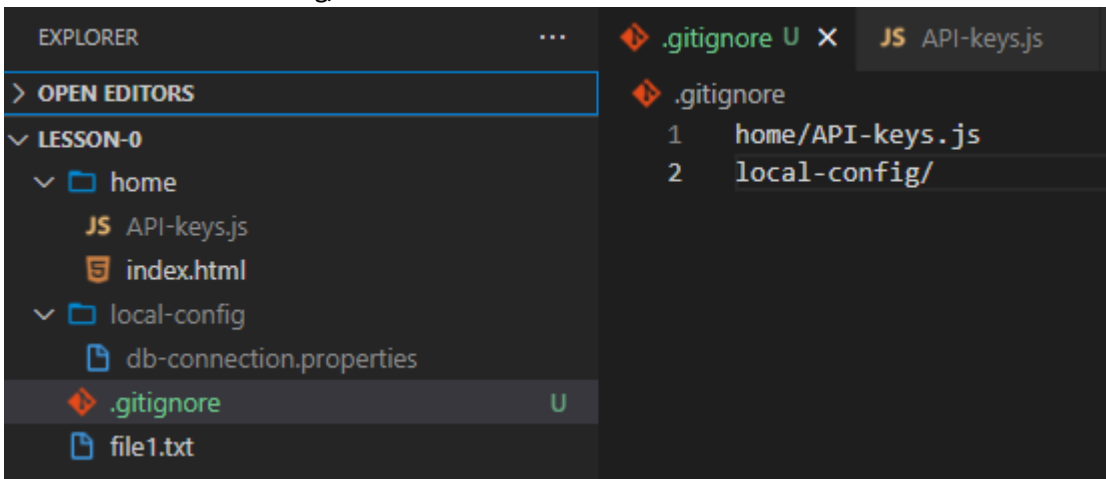 EXPLORER ...
OPEN EDITORS
LESSON-0
home
JS API-keys.js
index.html
local-config
db-connection.properties
.gitignore U
file1.txt
.gitignore U JS API-keys.js
.gitignore
1 home/API-keys.js
2 local-config/